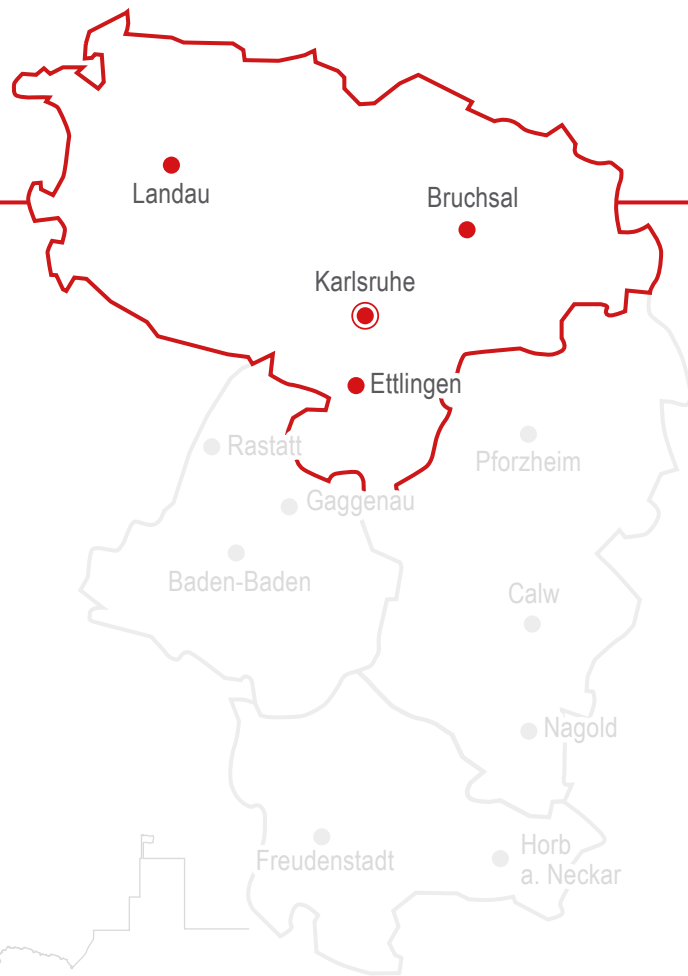 Landau
Bruchsal
Karlsruhe
Ettlingen
Rastatt
Pforzheim
Gaggenau
Baden-Baden
Calw
Nagold
Freudenstadt
Horb
a. Neckar